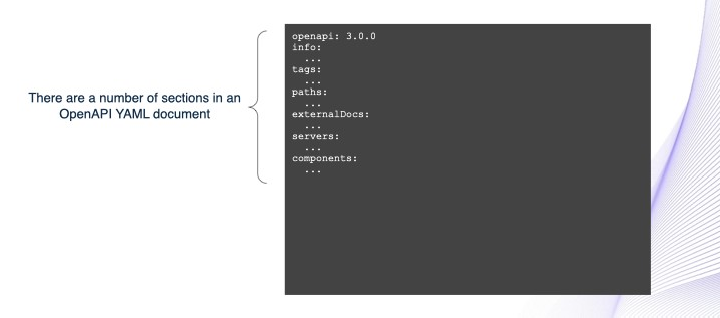 There are a number of sections in an
OpenAPI YAML document
openapi: 3.0.0
info:
  ...
tags:
  ...
paths:
  ...
externalDocs:
  ...
servers:
  ...
components:
  ...